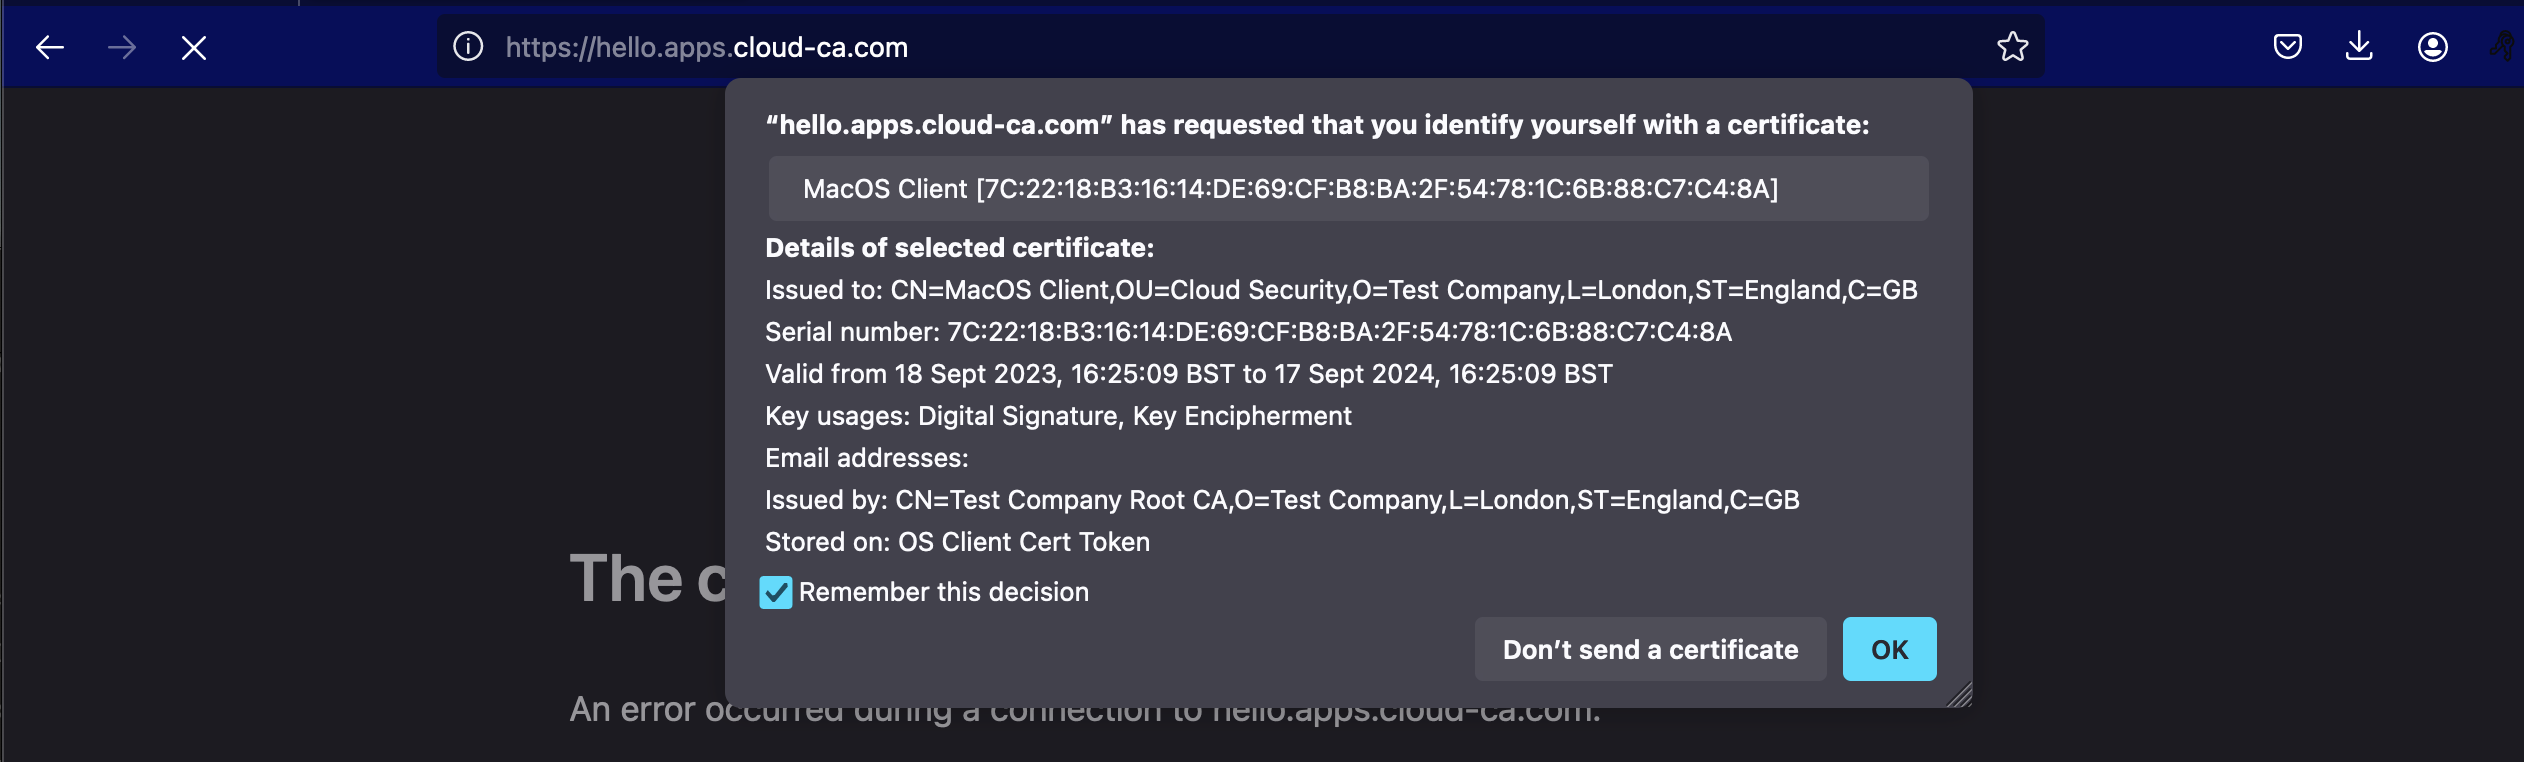 https://hello.apps.cloud-ca.com
“hello.apps.cloud-ca.com” has requested that you identify yourself with a certificate:
MacOS Client [7C:22:18:B3:16:14:DE:69:CF:B8:BA:2F:54:78:1C:6B:88:C7:C4:8A]
Details of selected certificate:
Issued to: CN=MacOS Client,OU=Cloud Security,O=Test Company,L=London,ST=England,C=GB
Serial number: 7C:22:18:B3:16:14:DE:69:CF:B8:BA:2F:54:78:1C:6B:88:C7:C4:8A
Valid from 18 Sept 2023, 16:25:09 BST to 17 Sept 2024, 16:25:09 BST
Key usages: Digital Signature, Key Encipherment
Email addresses:
Issued by: CN=Test Company Root CA,O=Test Company,L=London,ST=England,C=GB
Stored on: OS Client Cert Token
The
Remember this decision
Don’t send a certificate
OK
An error occurred during a connection to hello.apps.cloud-ca.com.